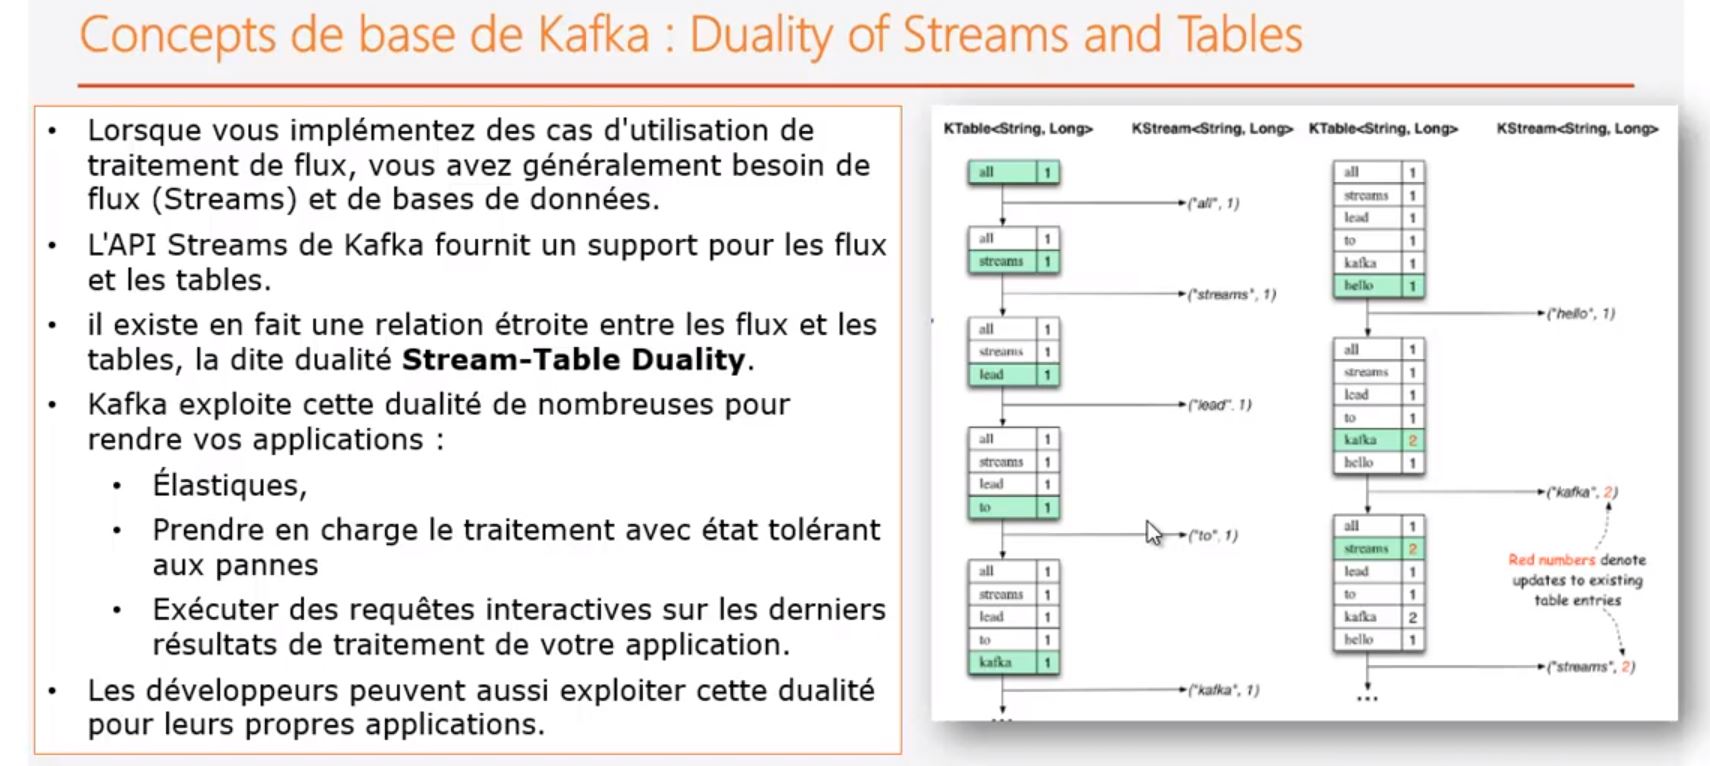 Concepts de base de Kafka : Duality of Streams and Tables
• Lorsque vous implémentez des cas d'utilisation de
traitement de flux, vous avez généralement besoin de
flux (Streams) et de bases de données.
• L'API Streams de Kafka fournit un support pour les flux
et les tables.
• il existe en fait une relation étroite entre les flux et les
tables, la dite dualité Stream-Table Duality.
• Kafka exploite cette dualité de nombreuses pour
rendre vos applications :
• Élastiques,
• Prendre en charge le traitement avec état tolérant
aux pannes
• Exécuter des requêtes interactives sur les derniers
résultats de traitement de votre application.
• Les développeurs peuvent aussi exploiter cette dualité
pour leurs propres applications.
KTable<String, Long> KStream<String, Long>
all 1
("all", 1)
all 1
streams 1
("streams", 1)
all 1
streams 1
lead 1
("lead". 1)
all 1
streams 1
lead 1
to 1
("to". 1)
all 1
streams 1
lead 1
to 1
kafka 1
("kafka", 1)
...
KTable<String, Long> KStream<String, Long>
all 1
streams 1
lead 1
to 1
kafka 1
hello 1
("hello", 1)
all 1
streams 1
lead 1
to 1
kafka 2
hello 1
("kafka", 2)
all 1
streams 2
lead 1
to 1
kafka 2
hello 1
Red numbers denote
updates to existing
table entries
("streams", 2)
...